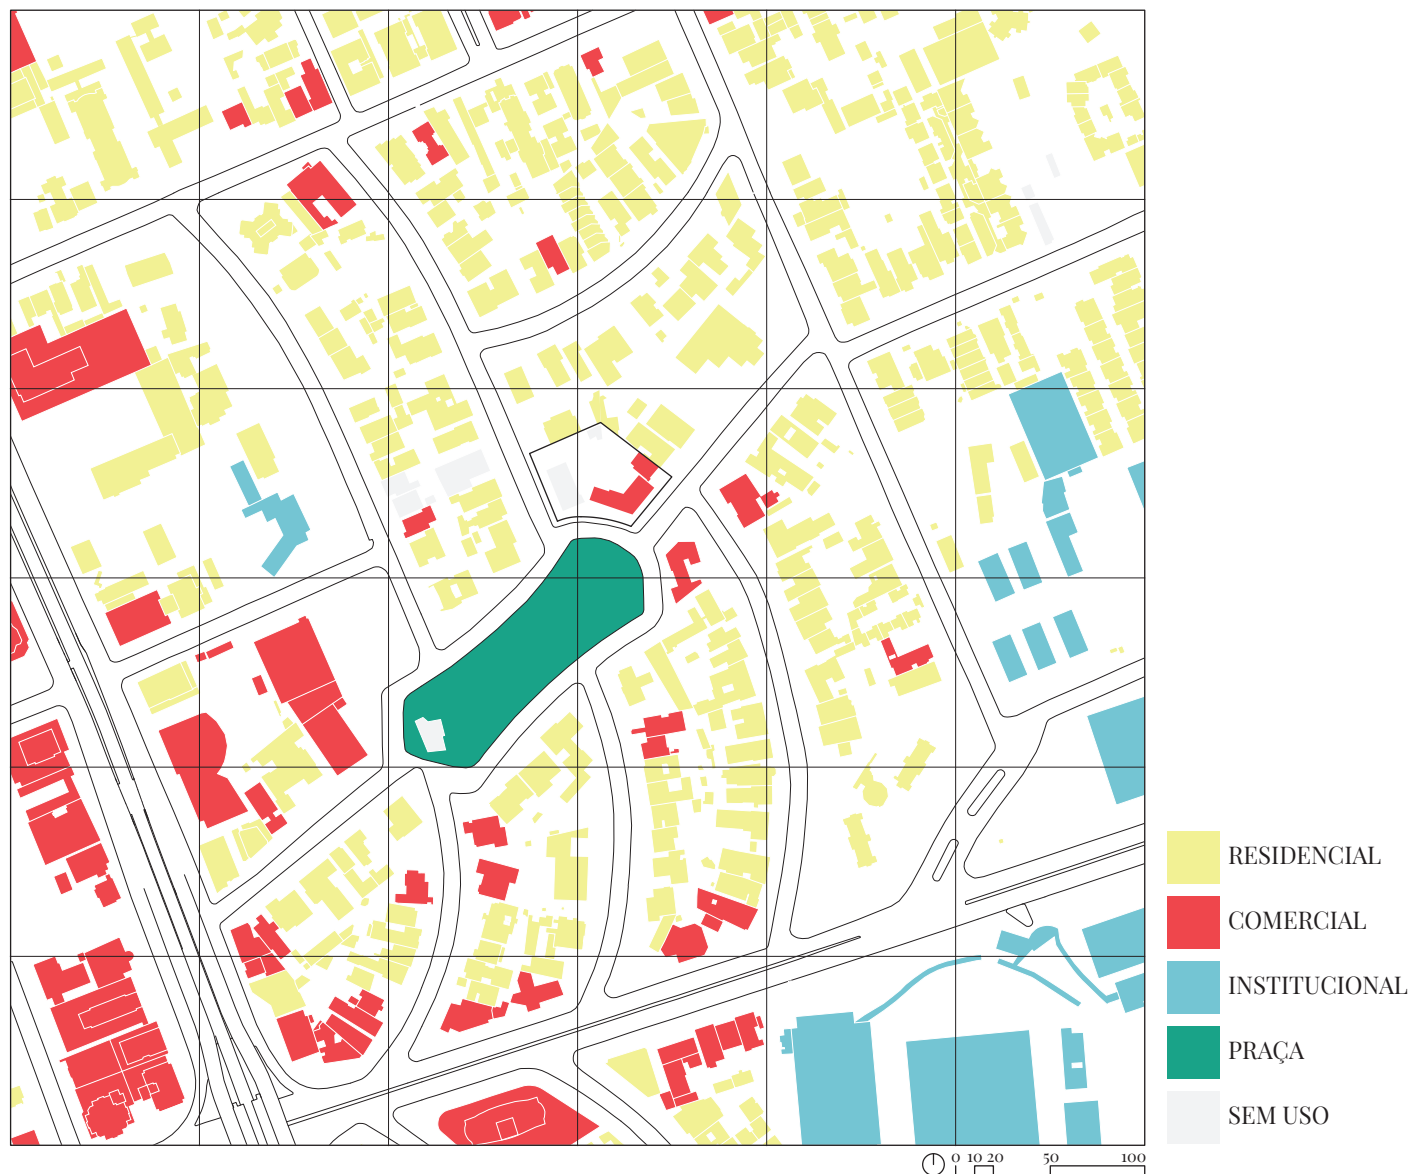 RESIDENCIAL
COMERCIAL
INSTITUCIONAL
PRAÇA
SEM USO
0 10 20 50 100